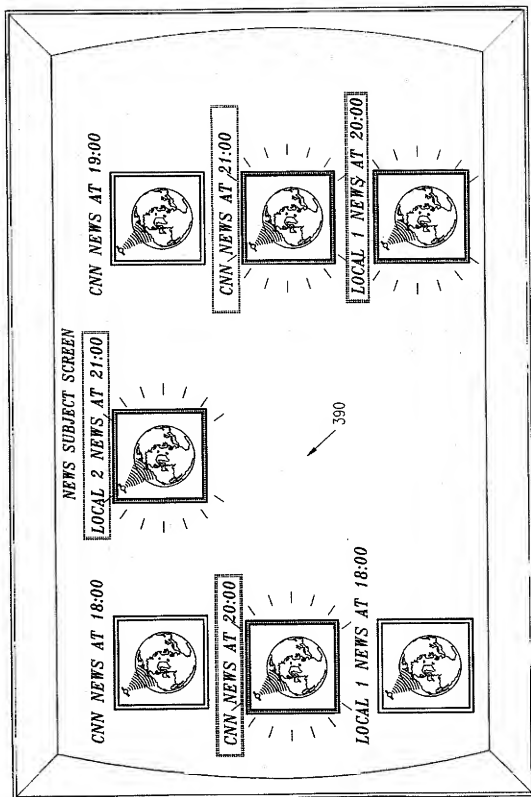 NEWS SUBJECT SCREEN
CNN NEWS AT 18:00
LOCAL 2 NEWS AT 21:00
CNN NEWS AT 19:00
CNN NEWS AT 20:00
CNN NEWS AT 21:00
LOCAL 1 NEWS AT 18:00
390
LOCAL 1 NEWS AT 20:00